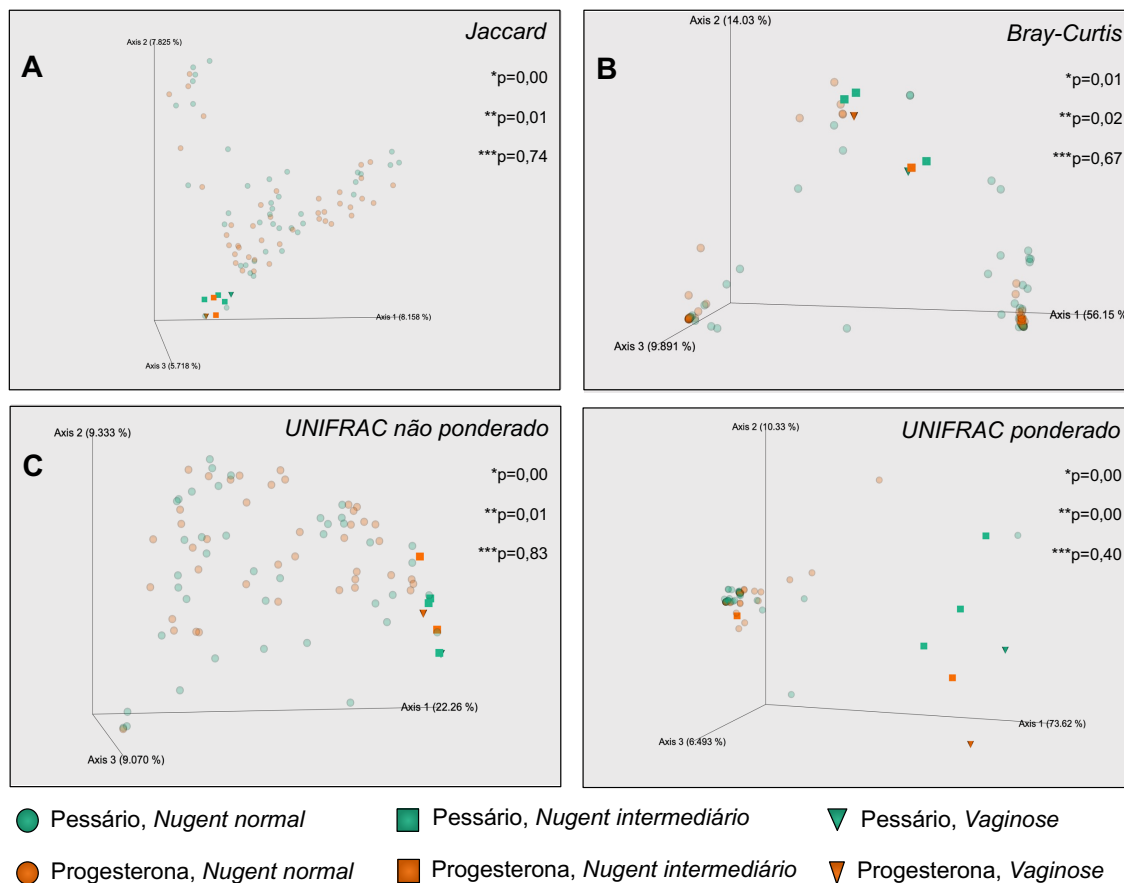 A
Jaccard
Axis 2 (7.825 %)
*p=0,00
**p=0,01
***p=0,74
Axis 1 (8.158 %)
Axis 3 (5.718 %)
B
Bray-Curtis
Axis 2 (14.03 %)
*p=0,01
**p=0,02
***p=0,67
Axis 1 (56.15 %
Axis 3 (9.891 %)
C
UNIFRAC não ponderado
Axis 2 (9.333 %)
*p=0,00
**p=0,01
***p=0,83
Axis 1 (22.26 %)
Axis 3 (9.070 %)
UNIFRAC ponderado
Axis 2 (10.33 %)
*p=0,00
**p=0,00
***p=0,40
Axis 1 (73.62 %
Axis 3 (6.493 %)
Pessário, Nugent normal
Pessário, Nugent intermediário
Pessário, Vaginose
Progesterona, Nugent normal
Progesterona, Nugent intermediário
Progesterona, Vaginose